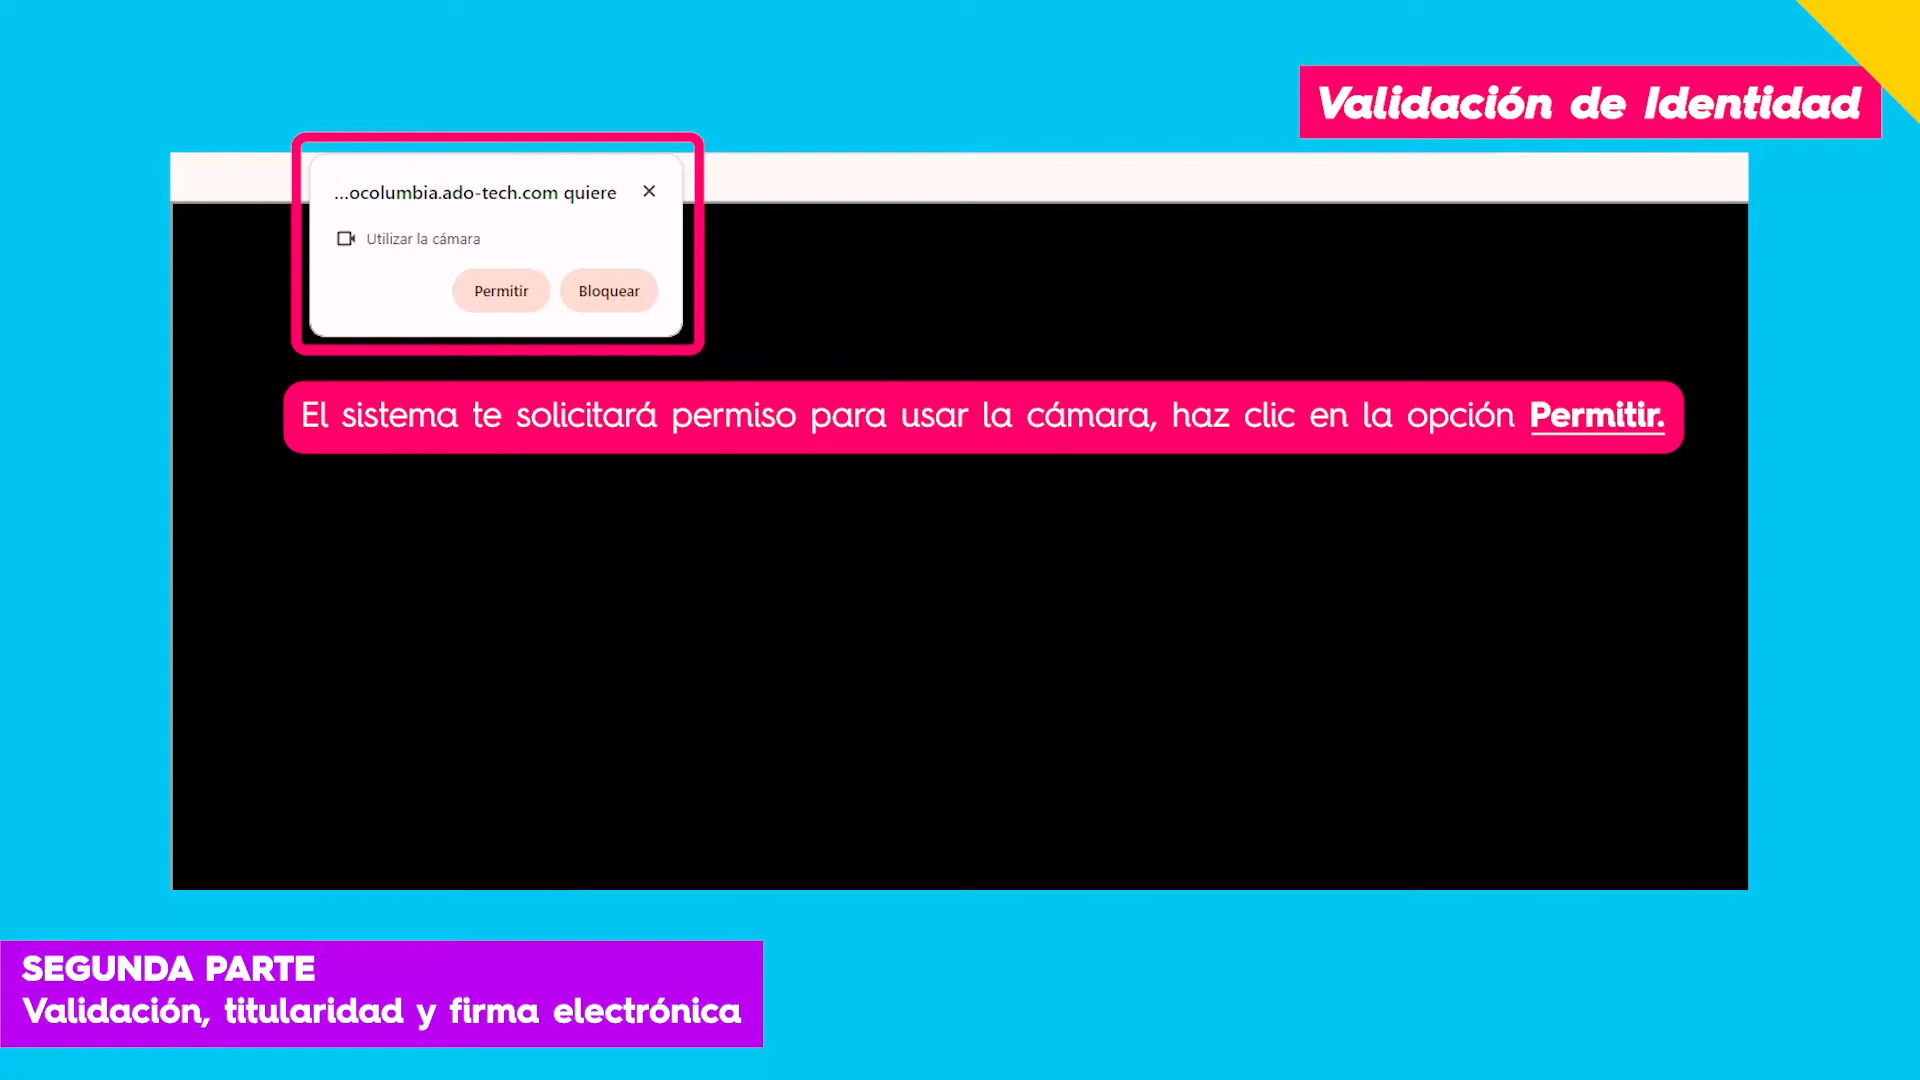 Validación de Identidad
...ocolumbia.ado-tech.com quiere
Utilizar la cámara
Permitir
Bloquear
El sistema te solicitará permiso para usar la cámara, haz clic en la opción Permitir.
SEGUNDA PARTE
Validación, titularidad y firma electrónica